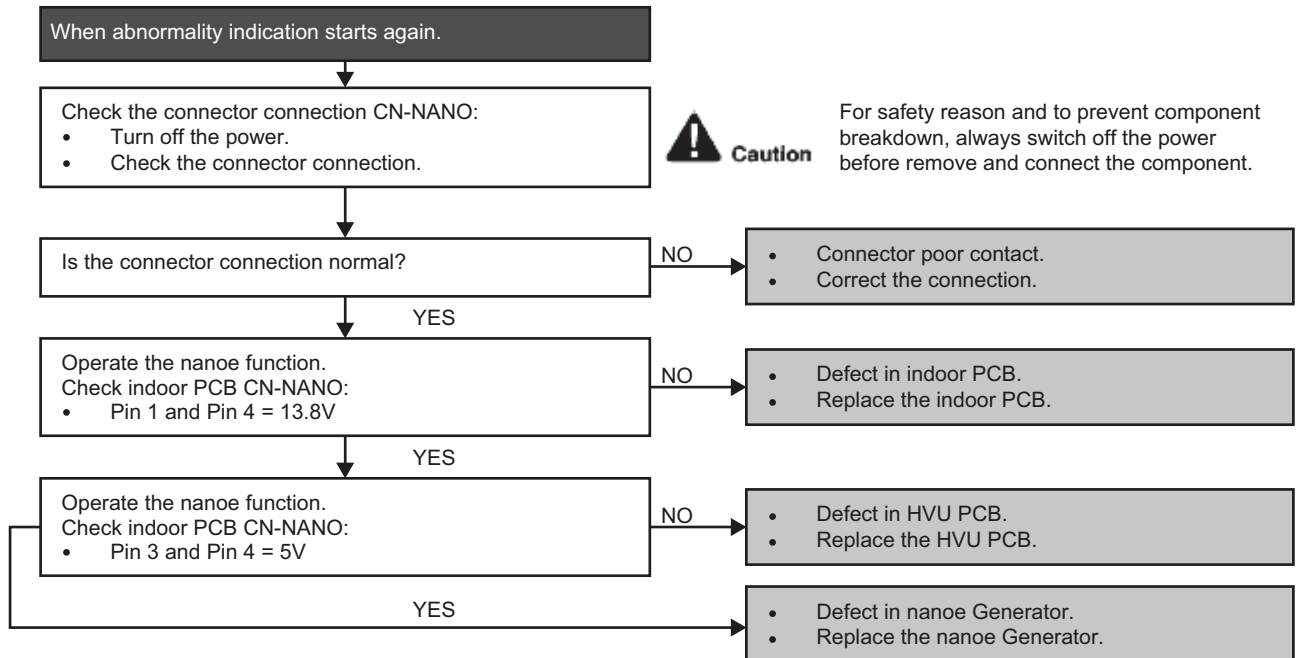 When abnormality indication starts again.
Check the connector connection CN-NANO:
• Turn off the power.
• Check the connector connection.
Caution
For safety reason and to prevent component
breakdown, always switch off the power
before remove and connect the component.
Is the connector connection normal?
NO
• Connector poor contact.
• Correct the connection.
YES
Operate the nanoe function.
Check indoor PCB CN-NANO:
• Pin 1 and Pin 4 = 13.8V
NO
• Defect in indoor PCB.
• Replace the indoor PCB.
YES
Operate the nanoe function.
Check indoor PCB CN-NANO:
• Pin 3 and Pin 4 = 5V
NO
• Defect in HVU PCB.
• Replace the HVU PCB.
YES
• Defect in nanoe Generator.
• Replace the nanoe Generator.